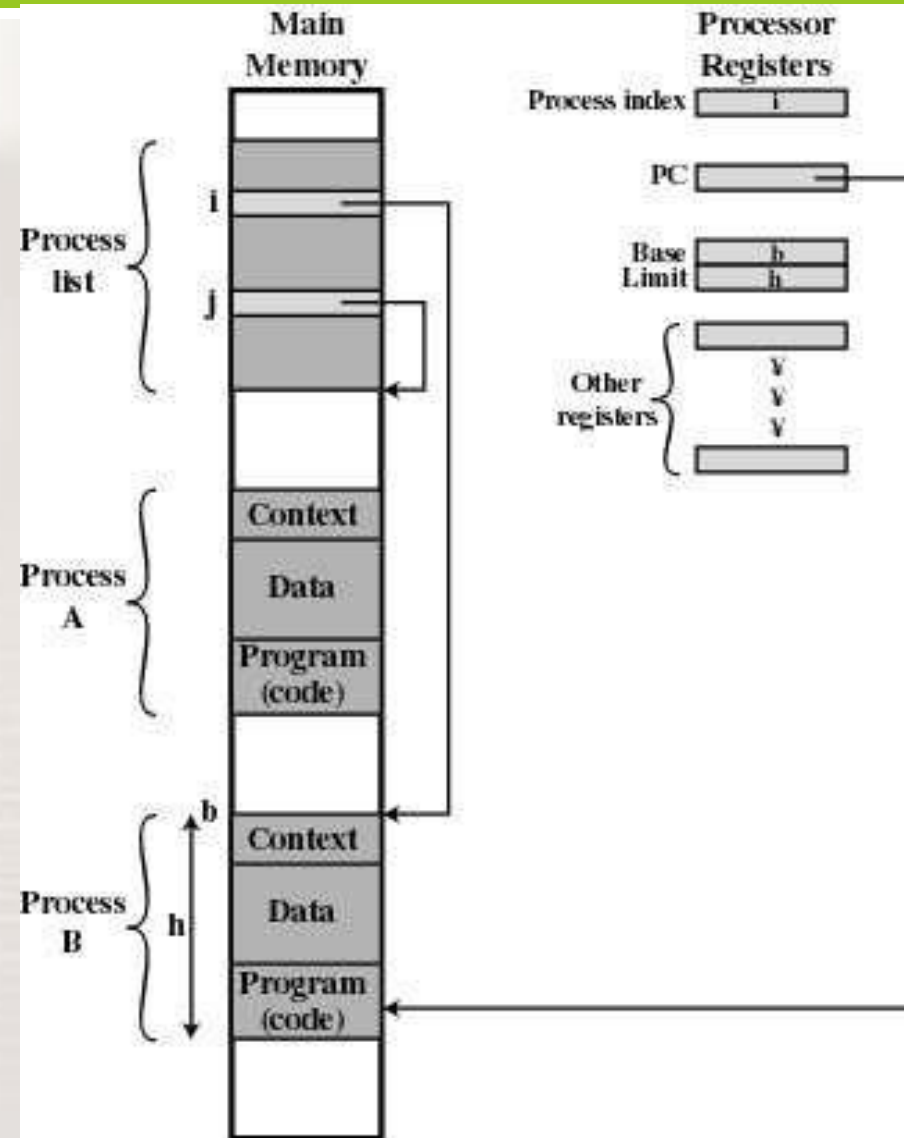 Main
Memory
Processor
Registers
Process index
i
PC
Base
b
Limit
h
Other
registers
¥
¥
¥
Process
list
i
j
Process
A
Context
Data
Program
(code)
Process
B
b
h
Context
Data
Program
(code)